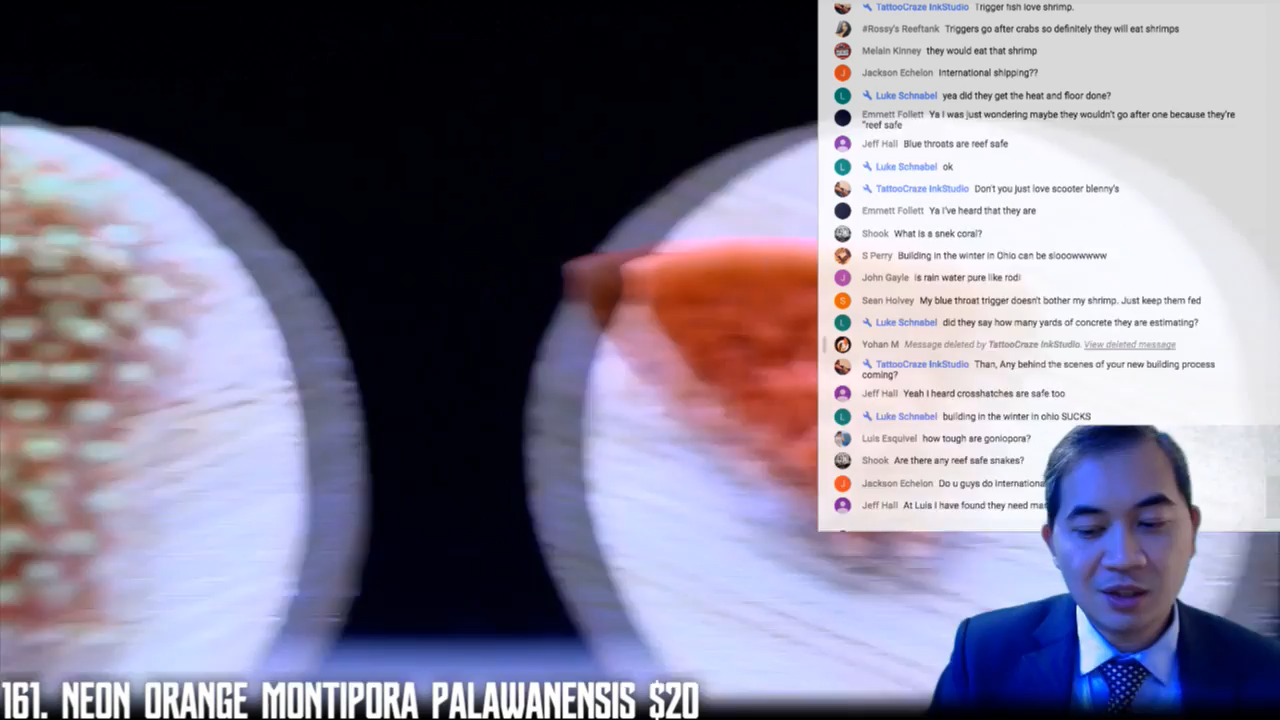 TattooCraze InkStudio Trigger fish love shrimp.
#Rossy's Reeftank Triggers go after crabs so definitely they will eat shrimps
Melain Kinney they would eat that shrimp
J Jackson Echelon International shipping??
L Luke Schnabel yea did they get the heat and floor done?
Emmett Follett Ya I was just wondering maybe they wouldn't go after one because they're
"reef safe
Jeff Hall Blue throats are reef safe
L Luke Schnabel ok
TattooCraze InkStudio Don't you just love scooter blenny's
Emmett Follett Ya I've heard that they are
Shook What is a snek coral?
S Perry Building in the winter in Ohio can be slooowwwww
J John Gayle is rain water pure like rodi
S Sean Holvey My blue throat trigger doesn't bother my shrimp. Just keep them fed
L Luke Schnabel did they say how many yards of concrete they are estimating?
Yohan M Message deleted by TattooCraze InkStudio. View deleted message
TattooCraze InkStudio Than, Any behind the scenes of your new building process
coming?
Jeff Hall Yeah I heard crosshatches are safe too
L Luke Schnabel building in the winter in ohio SUCKS
Luis Esquivel how tough are goniopora?
Shook Are there any reef safe snakes?
J Jackson Echelon Do u guys do Internationa
Jeff Hall At Luis I have found they need ma
161. NEON ORANGE MONTIPORA PALAWANENSIS $20